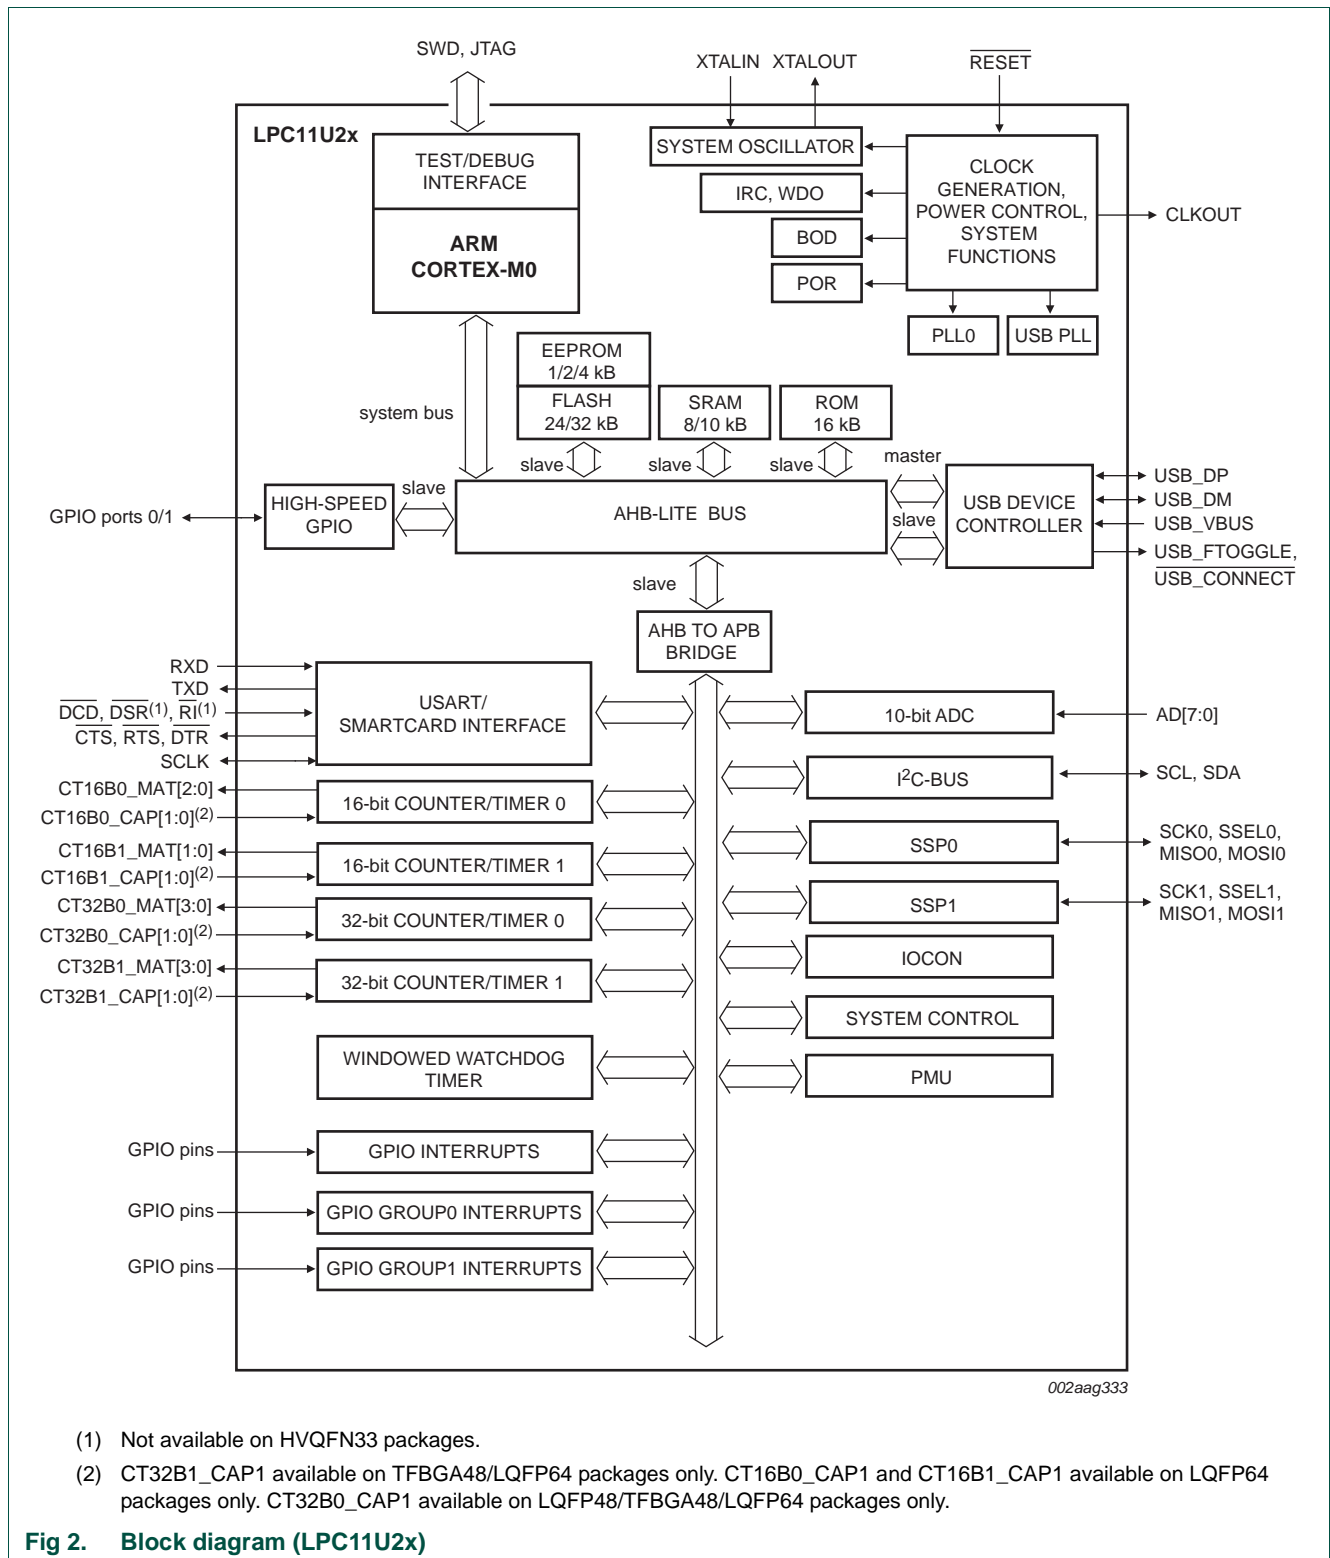 SWD, JTAG
XTALIN XTALOUT
RESET
LPC11U2x
TEST/DEBUG
INTERFACE
ARM
CORTEX-M0
SYSTEM OSCILLATOR
IRC, WDO
BOD
POR
CLOCK
GENERATION,
POWER CONTROL,
SYSTEM
FUNCTIONS
CLKOUT
PLL0
USB PLL
EEPROM
1/2/4 kB
FLASH
24/32 kB
SRAM
8/10 kB
ROM
16 kB
system bus
slave
slave
slave
master
slave
GPIO ports 0/1
HIGH-SPEED
GPIO
slave
AHB-LITE BUS
USB DEVICE
CONTROLLER
USB_DP
USB_DM
USB_VBUS
USB_FTOGGLE,
USB_CONNECT
slave
AHB TO APB
BRIDGE
RXD
TXD
DCD, DSR(1), RI(1)
CTS, RTS, DTR
SCLK
USART/
SMARTCARD INTERFACE
CT16B0_MAT[2:0]
CT16B0_CAP[1:0](2)
16-bit COUNTER/TIMER 0
CT16B1_MAT[1:0]
CT16B1_CAP[1:0](2)
16-bit COUNTER/TIMER 1
CT32B0_MAT[3:0]
CT32B0_CAP[1:0](2)
32-bit COUNTER/TIMER 0
CT32B1_MAT[3:0]
CT32B1_CAP[1:0](2)
32-bit COUNTER/TIMER 1
WINDOWED WATCHDOG
TIMER
GPIO pins
GPIO INTERRUPTS
GPIO pins
GPIO GROUP0 INTERRUPTS
GPIO pins
GPIO GROUP1 INTERRUPTS
10-bit ADC
AD[7:0]
I2C-BUS
SCL, SDA
SSP0
SCK0, SSEL0,
MISO0, MOSI0
SSP1
SCK1, SSEL1,
MISO1, MOSI1
IOCON
SYSTEM CONTROL
PMU
002aag333
(1) Not available on HVQFN33 packages.
(2) CT32B1_CAP1 available on TFBGA48/LQFP64 packages only. CT16B0_CAP1 and CT16B1_CAP1 available on LQFP64
packages only. CT32B0_CAP1 available on LQFP48/TFBGA48/LQFP64 packages only.
Fig 2. Block diagram (LPC11U2x)